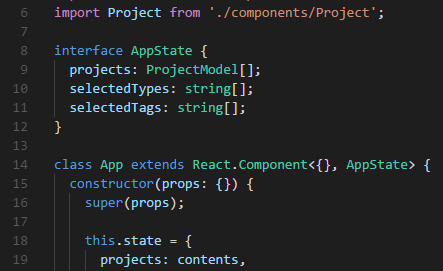 6 import Project from './components/Project';
7
8 interface AppState {
9 projects: ProjectModel[];
10 selectedTypes: string[];
11 selectedTags: string[];
12 }
13
14 class App extends React.Component<{}, AppState> {
15 constructor(props: {}) {
16 super(props);
17
18 this.state = {
19 projects: contents,